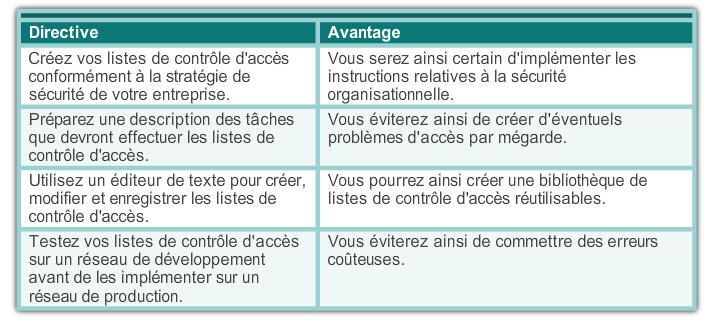 Directive
Avantage
Créez vos listes de contrôle d'accès
conformément à la stratégie de
sécurité de votre entreprise.
Vous serez ainsi certain d'implémenter les
instructions relatives à la sécurité
organisationnelle.
Préparez une description des tâches
que devront effectuer les listes de
contrôle d'accès.
Vous éviterez ainsi de créer d'éventuels
problèmes d'accès par mégarde.
Utilisez un éditeur de texte pour créer,
modifier et enregistrer les listes de
contrôle d'accès.
Vous pourrez ainsi créer une bibliothèque de
listes de contrôle d'accès réutilisables.
Testez vos listes de contrôle d'accès
sur un réseau de développement
avant de les implémenter sur un
réseau de production.
Vous éviterez ainsi de commettre des erreurs
coûteuses.